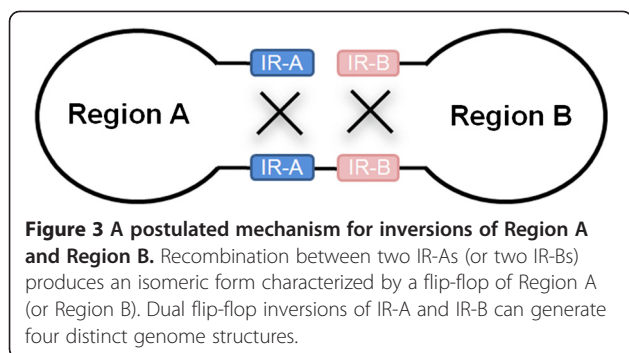 IR-A IR-B
Region A Region B
IR-A IR-B
Figure 3 A postulated mechanism for inversions of Region A
and Region B. Recombination between two IR-As (or two IR-Bs)
produces an isomeric form characterized by a flip-flop of Region A
(or Region B). Dual flip-flop inversions of IR-A and IR-B can generate
four distinct genome structures.